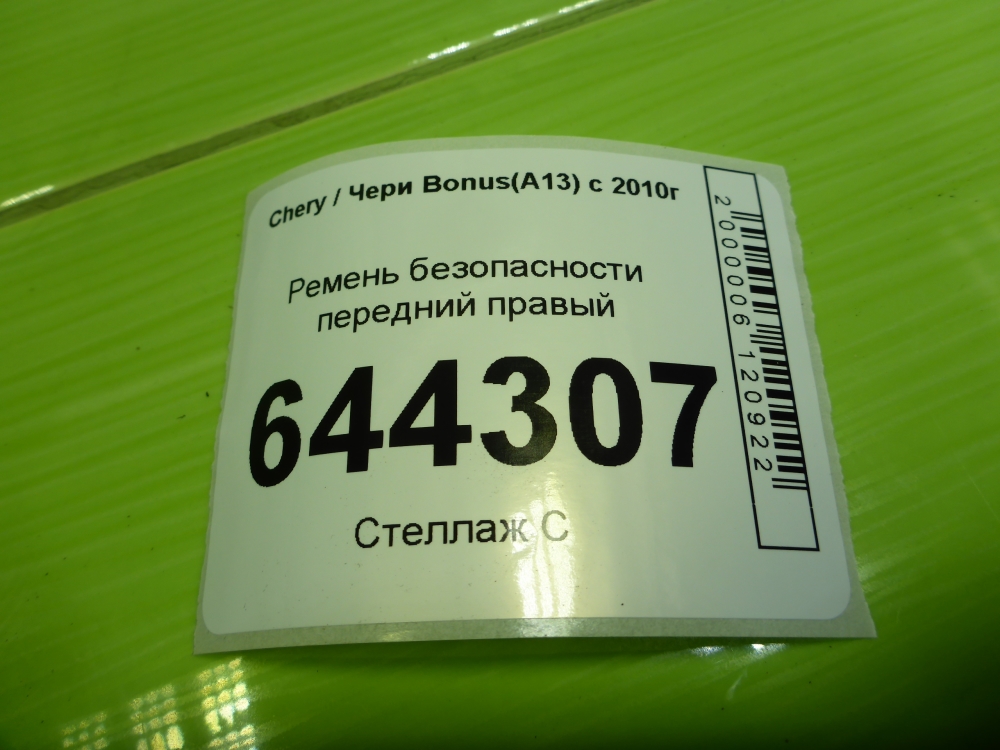 Chery / Чери Bonus(A13) с 2010г
Ремень безопасности
передний правый
644307
Стеллаж С
2000006120922